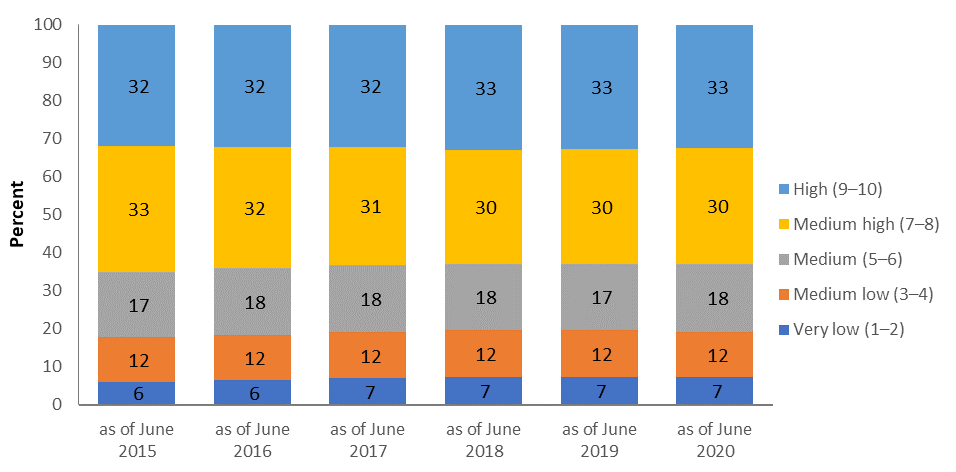 100
90
80
70
60
50
40
30
20
10
0
Percent
32 32 32 33 33 33
33 32 31 30 30 30
17 18 18 18 17 18
12 12 12 12 12 12
6 6 7 7 7 7
as of June 2015
as of June 2016
as of June 2017
as of June 2018
as of June 2019
as of June 2020
High (9–10)
Medium high (7–8)
Medium (5–6)
Medium low (3–4)
Very low (1–2)